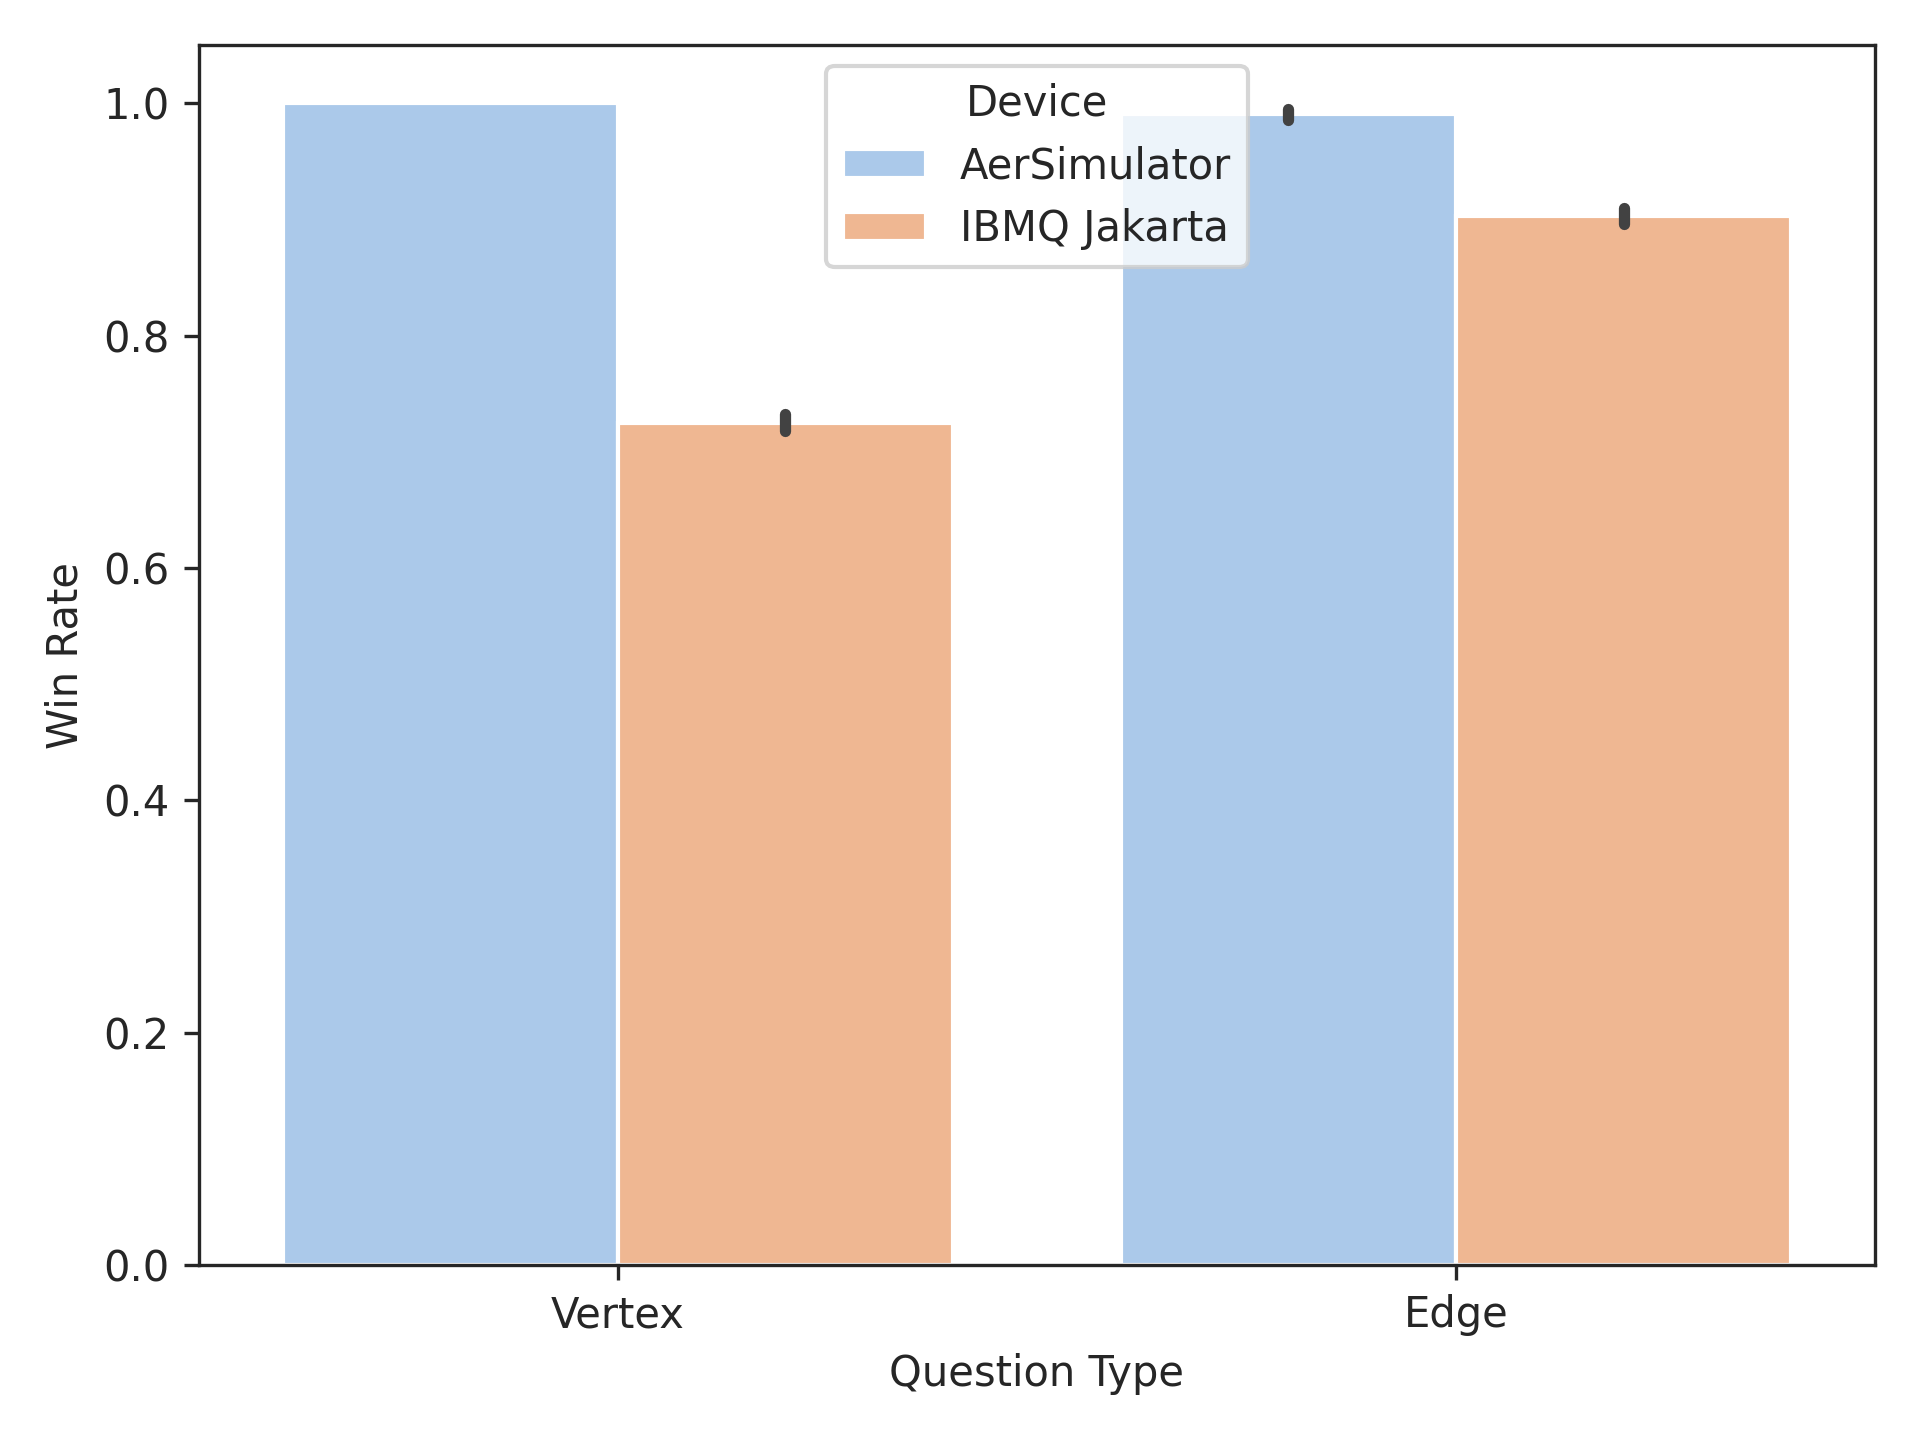 Device
AerSimulator
IBMQ Jakarta
1.0
0.8
0.6
0.4
0.2
0.0
Win Rate
Vertex
Edge
Question Type